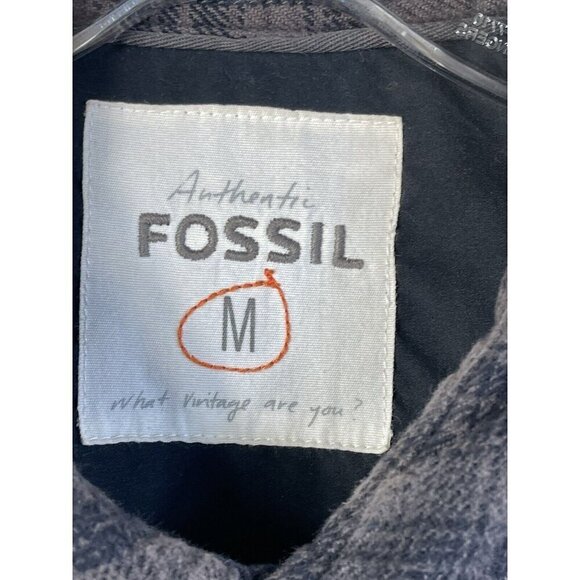 Authentic
FOSSIL
M
What vintage are you?